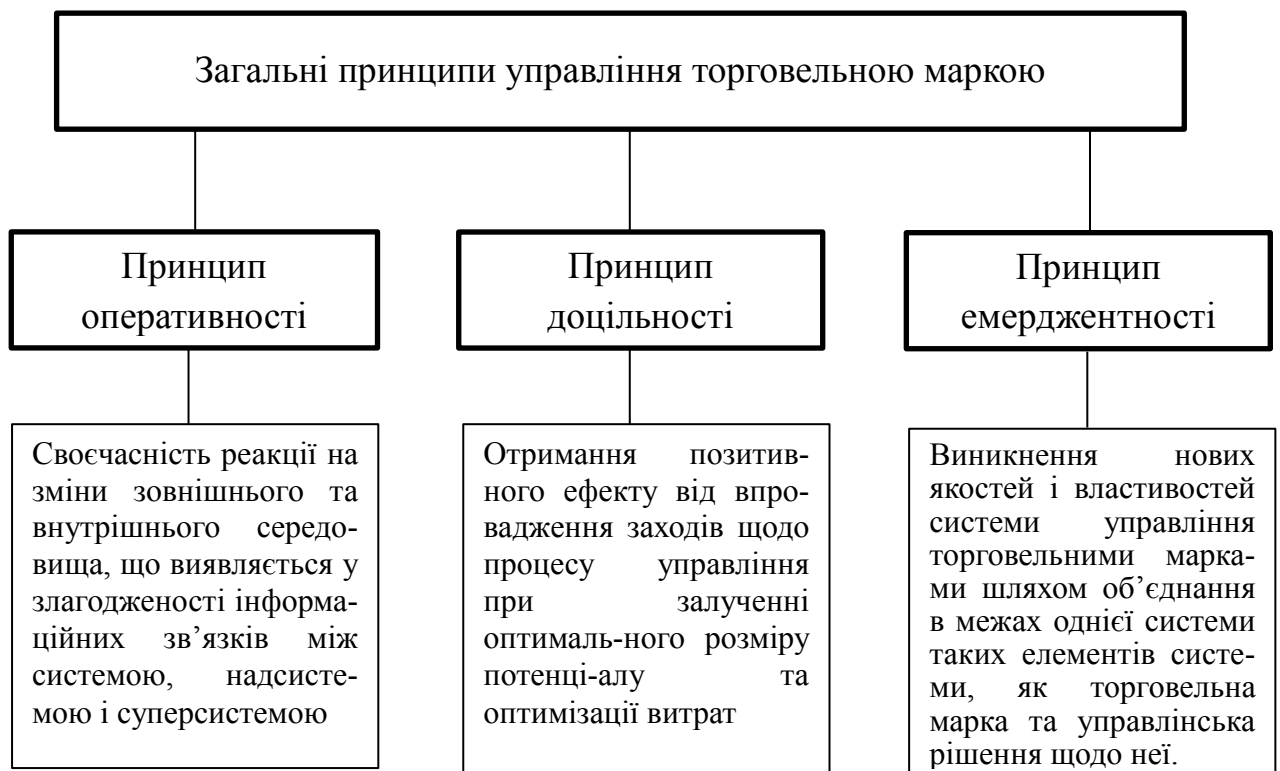 Загальні принципи управління торговельною маркою
Принцип
оперативності
Принцип
доцільності
Принцип
емерджентності
Своєчасність реакції на
зміни зовнішнього та
внутрішнього середо-
вища, що виявляється у
злагодженості інформа-
ційних зв’язків між
системою, надсисте-
мою і суперсистемою
Отримання позитив-
ного ефекту від впро-
вадження заходів щодо
процесу управління
при залученні
оптималь-ного розміру
потенці-алу та
оптимізації витрат
Виникнення нових
якостей і властивостей
системи управління
торговельними марка-
ми шляхом об’єднання
в межах однієї системи
таких елементів систе-
ми, як торговельна
марка та управлінська
рішення щодо неї.